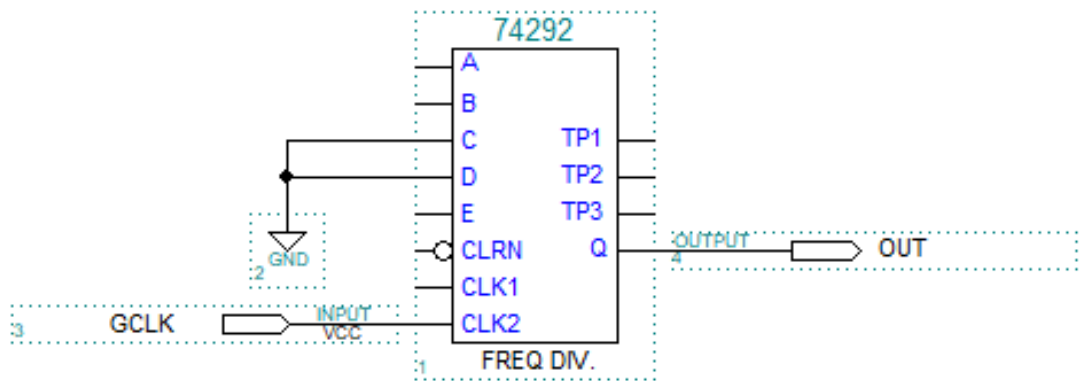 74292
A
B
C TP1
D TP2
E TP3
CLRN Q OUTPUT OUT
4
2 GND
CLK1
3 GCLK INPUT CLK2
VCC
1 FREQ DIV.